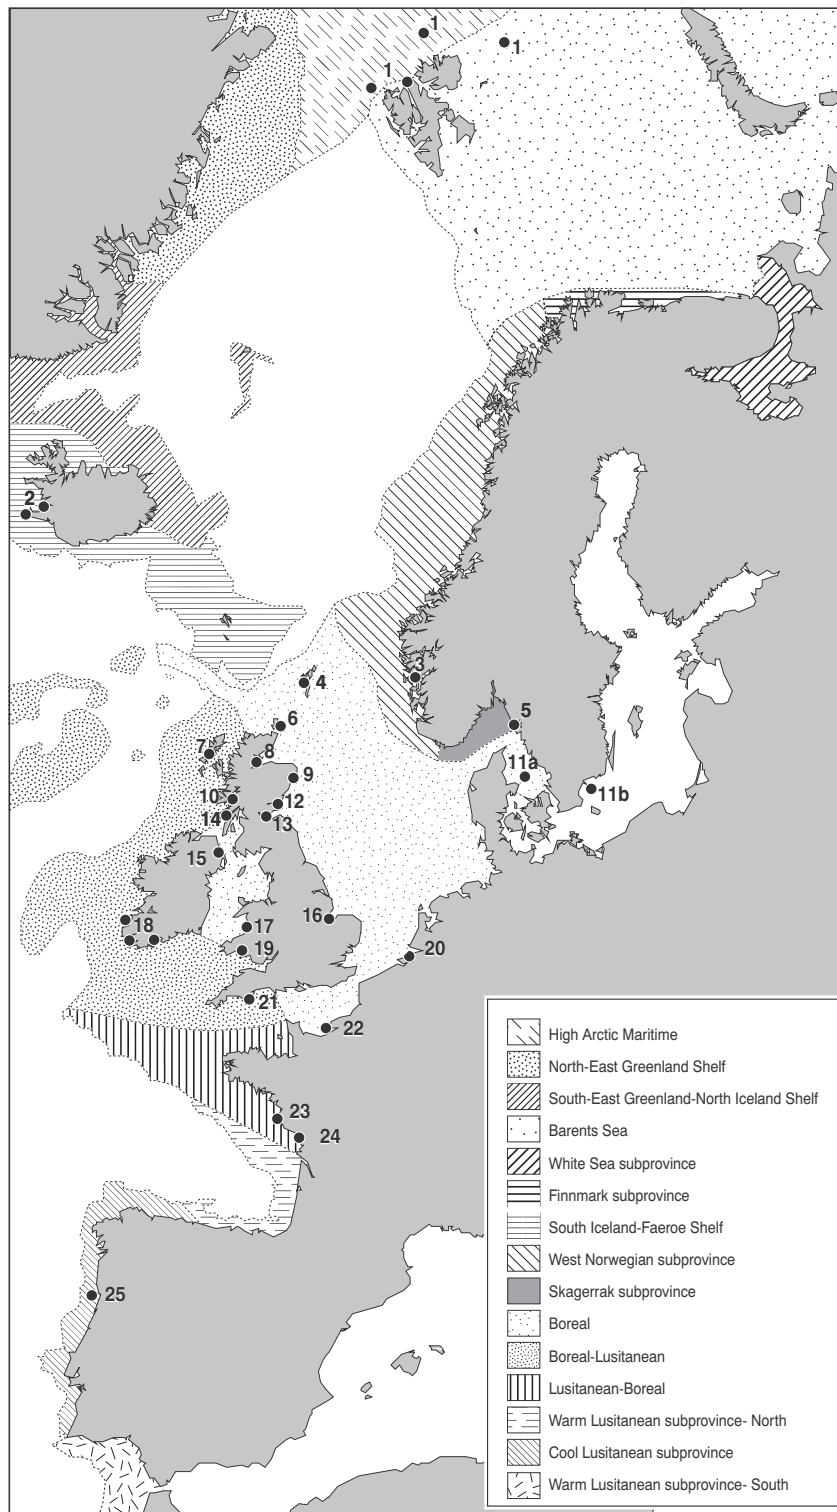 1
1
1
2
3
4
5
6
7
8
9
11a
11b
10
12
14
13
15
16
18
17
19
20
21
22
23
24
25
High Arctic Maritime
North-East Greenland Shelf
South-East Greenland-North Iceland Shelf
Barents Sea
White Sea subprovince
Finnmark subprovince
South Iceland-Faeroe Shelf
West Norwegian subprovince
Skagerrak subprovince
Boreal
Boreal-Lusitanean
Lusitanean-Boreal
Warm Lusitanean subprovince- North
Cool Lusitanean subprovince
Warm Lusitanean subprovince- South